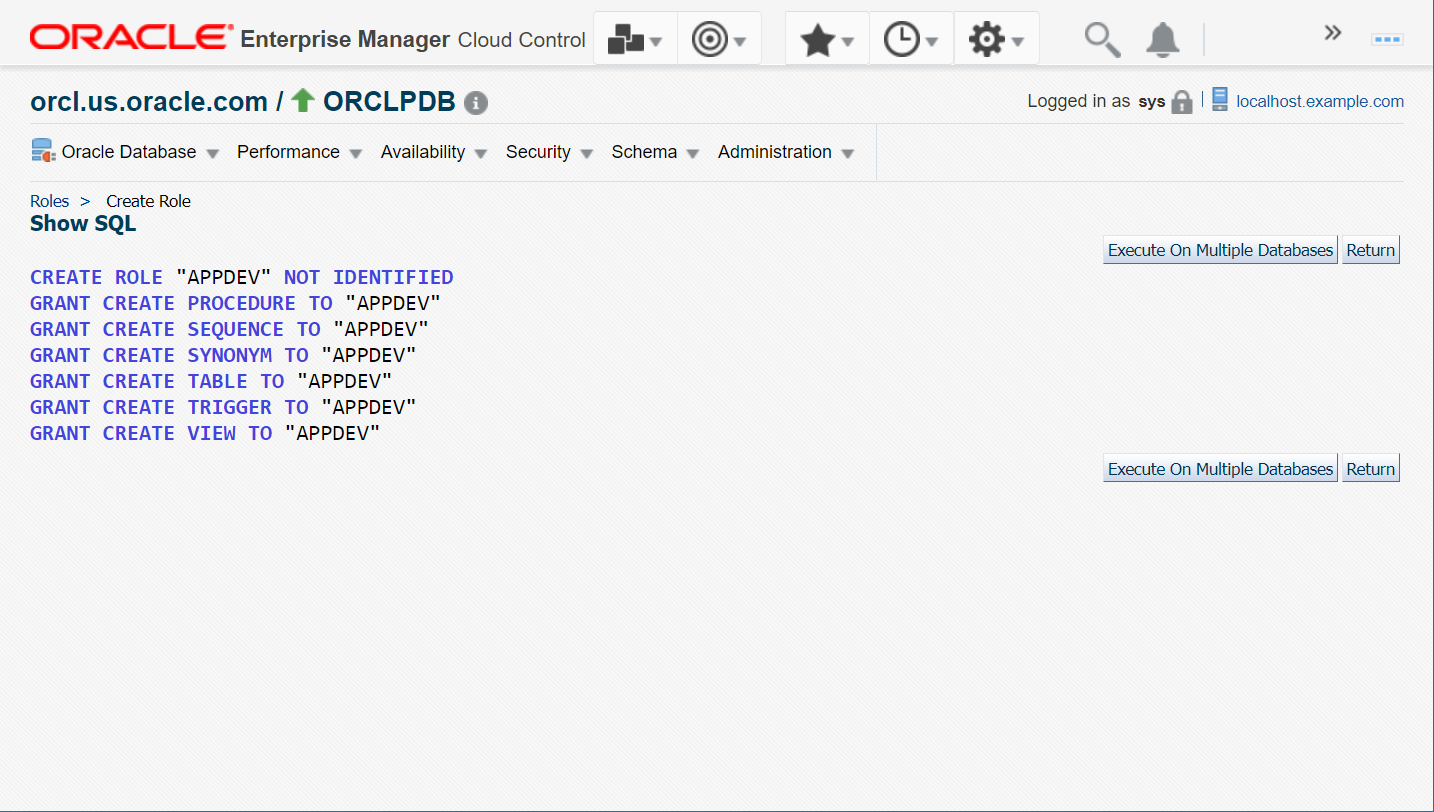 ORACLE Enterprise Manager Cloud Control
orcl.us.oracle.com / ORCLPDB
Logged in as sys localhost.example.com
Oracle Database Performance Availability Security Schema Administration
Roles > Create Role
Show SQL
Execute On Multiple Databases Return
CREATE ROLE "APPDEV" NOT IDENTIFIED
GRANT CREATE PROCEDURE TO "APPDEV"
GRANT CREATE SEQUENCE TO "APPDEV"
GRANT CREATE SYNONYM TO "APPDEV"
GRANT CREATE TABLE TO "APPDEV"
GRANT CREATE TRIGGER TO "APPDEV"
GRANT CREATE VIEW TO "APPDEV"
Execute On Multiple Databases Return